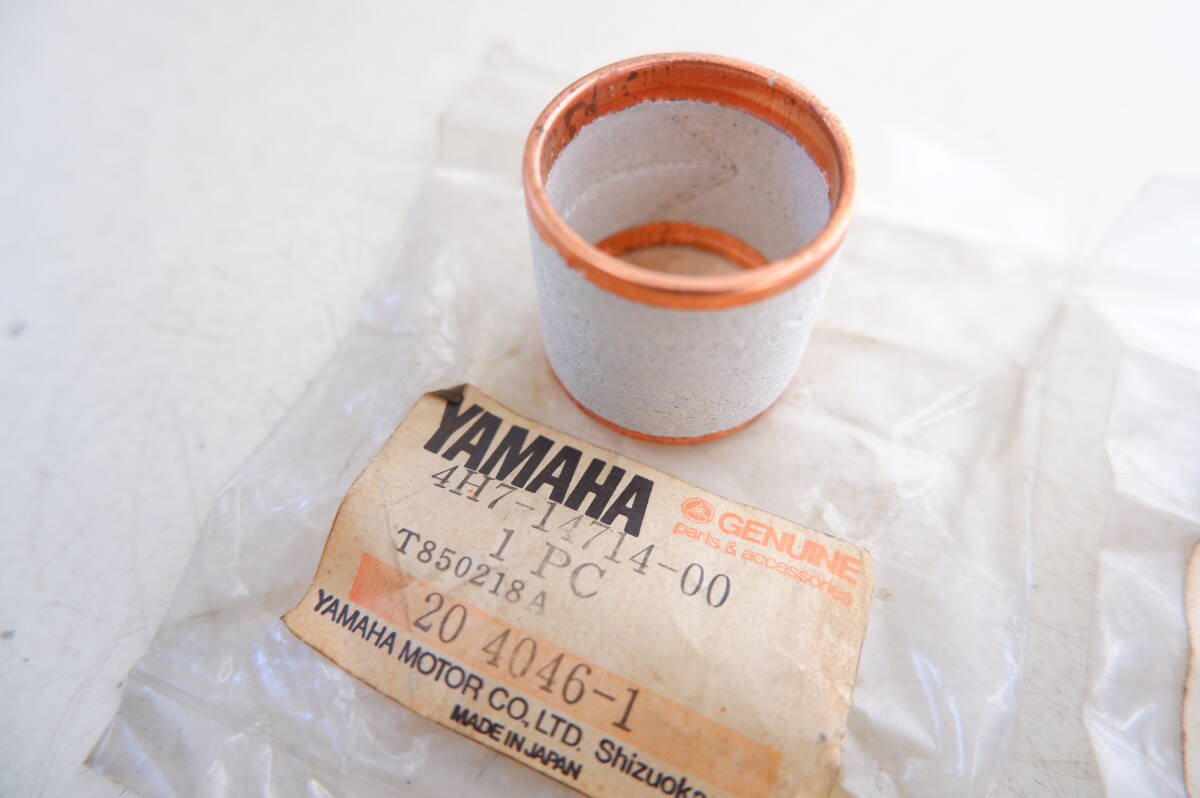 YAMAHA
4H7-14714-00
GENUINE
parts & accessories
1 PC
T850218A
20 4046-1
YAMAHA MOTOR CO., LTD. Shizuoka
MADE IN JAPAN